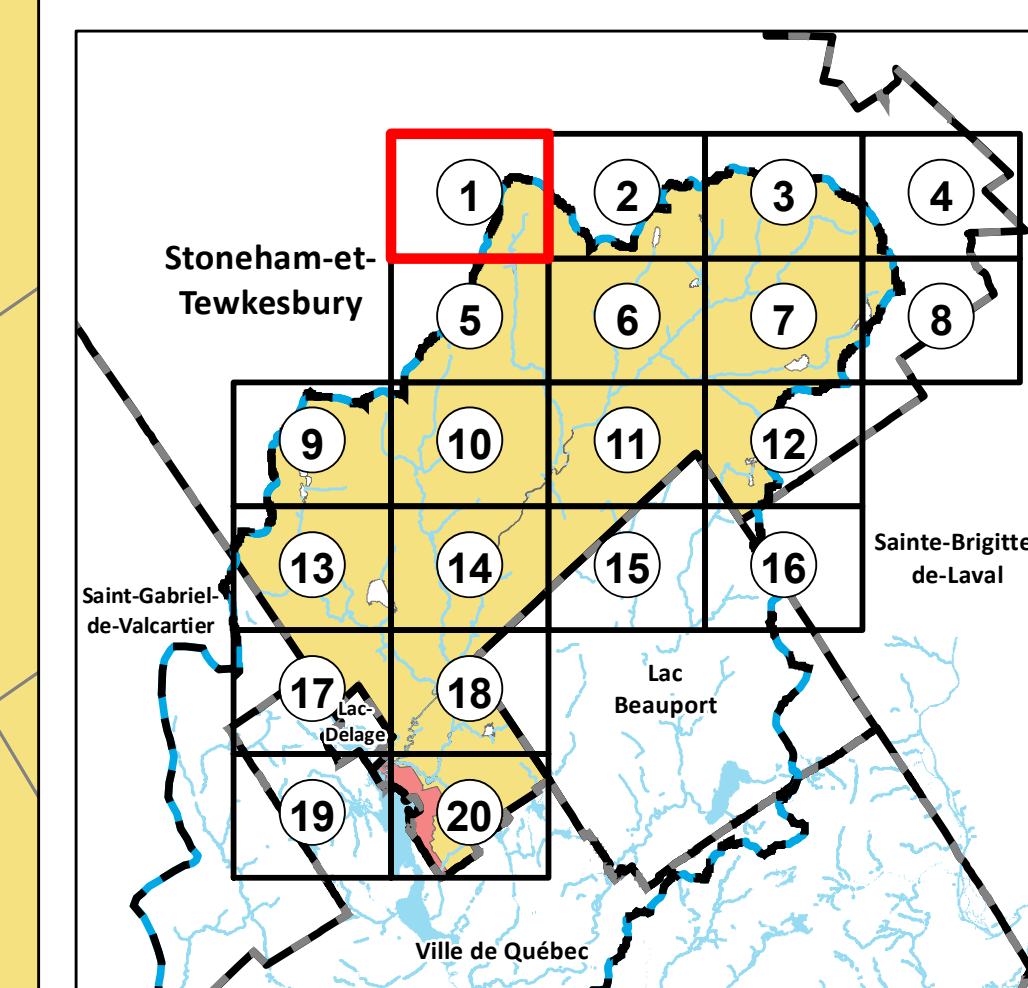 1
2
3
4
Stoneham-et-
Tewkesbury
5
6
7
8
9
10
11
12
13
14
15
16
Sainte-Brigitte
de-Laval
Saint-Gabriel-
de-Valcartier
17
Lac-
Delage
18
Lac
Beauport
19
20
Ville de Québec